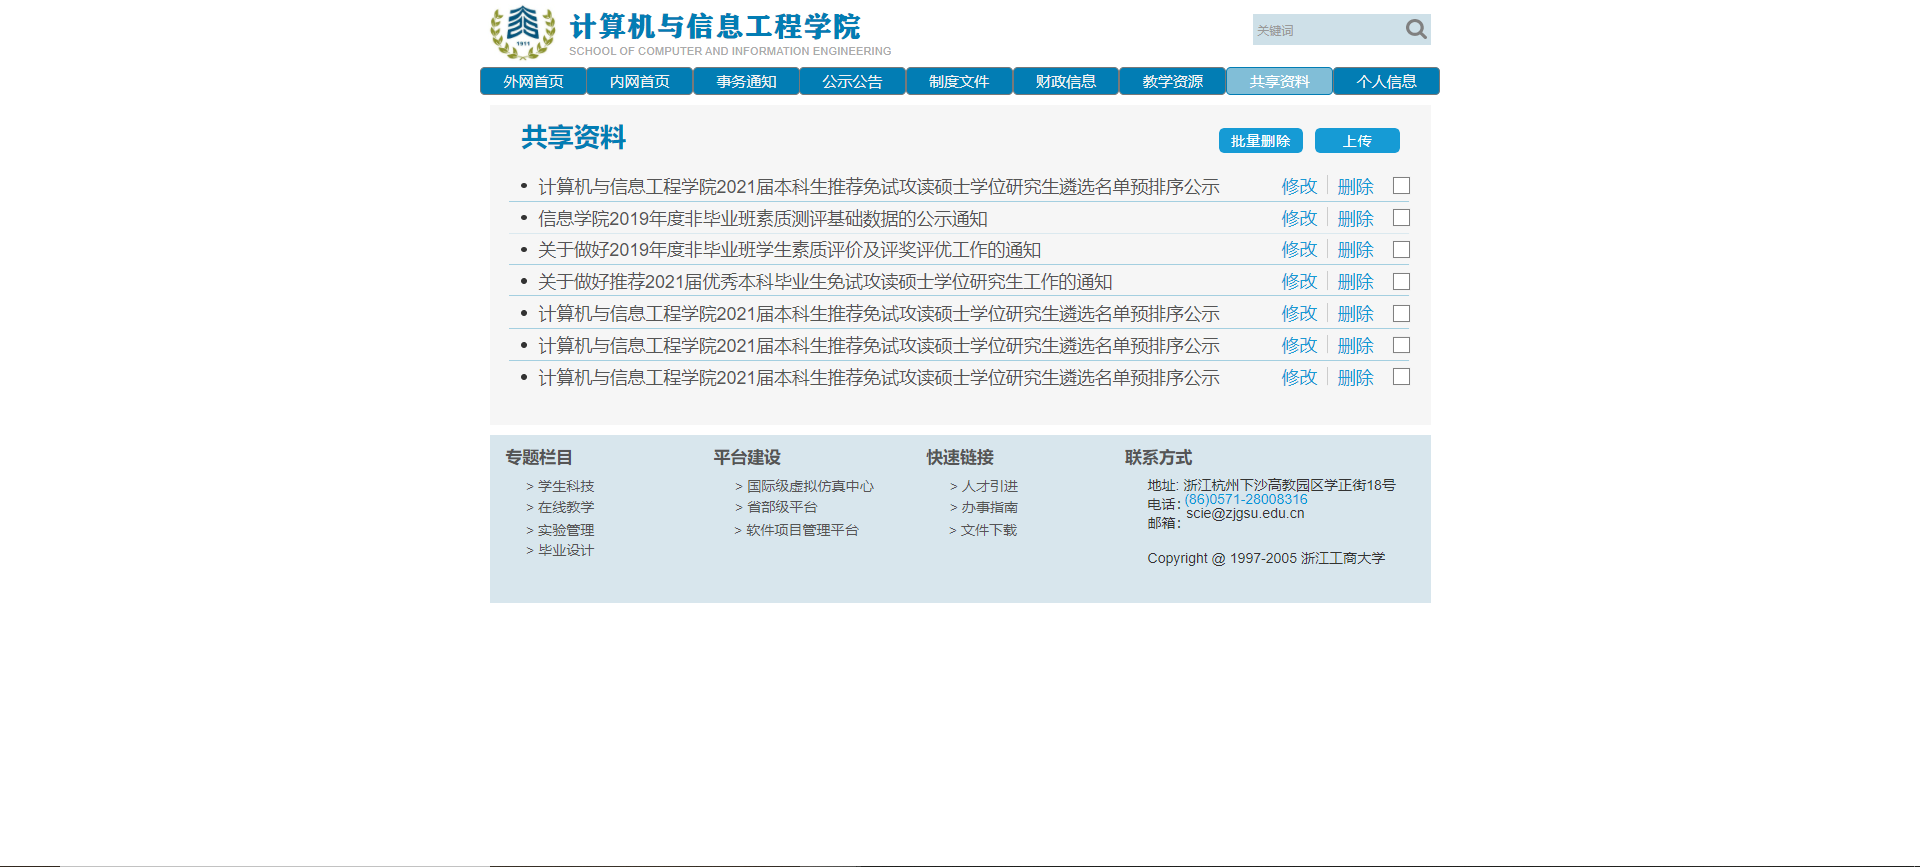 计算机与信息工程学院
SCHOOL OF COMPUTER AND INFORMATION ENGINEERING
1911
关键词
外网首页 内网首页 事务通知 公示公告 制度文件 财政信息 教学资源 共享资料 个人信息
共享资料
批量删除 上传
• 计算机与信息工程学院2021届本科生推荐免试攻读硕士学位研究生遴选名单预排序公示 修改 删除
• 信息学院2019年度非毕业班素质测评基础数据的公示通知 修改 删除
• 关于做好2019年度非毕业班学生素质评价及评奖评优工作的通知 修改 删除
• 关于做好推荐2021届优秀本科毕业生免试攻读硕士学位研究生工作的通知 修改 删除
• 计算机与信息工程学院2021届本科生推荐免试攻读硕士学位研究生遴选名单预排序公示 修改 删除
• 计算机与信息工程学院2021届本科生推荐免试攻读硕士学位研究生遴选名单预排序公示 修改 删除
• 计算机与信息工程学院2021届本科生推荐免试攻读硕士学位研究生遴选名单预排序公示 修改 删除
专题栏目
> 学生科技
> 在线教学
> 实验管理
> 毕业设计
平台建设
> 国际级虚拟仿真中心
> 省部级平台
> 软件项目管理平台
快速链接
> 人才引进
> 办事指南
> 文件下载
联系方式
地址: 浙江杭州下沙高教园区学正街18号
电话: (86)0571-28008316
邮箱: scie@zjgsu.edu.cn
Copyright @ 1997-2005 浙江工商大学